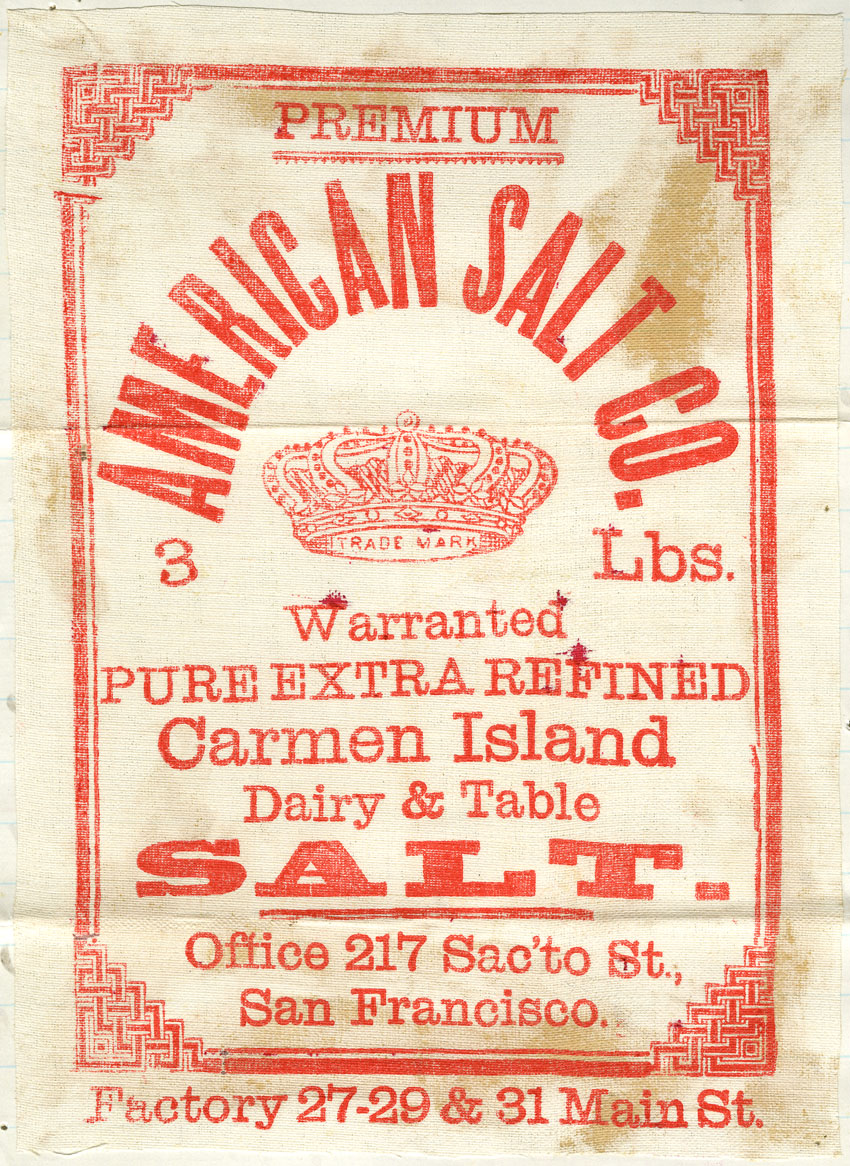 PREMIUM
AMERICAN SALT CO.
TRADE MARK
3 Lbs.
Warranted
PURE EXTRA REFINED
Carmen Island
Dairy & Table
SALT.
Office 217 Sac'to St.,
San Francisco.
Factory 27-29 & 31 Main St.